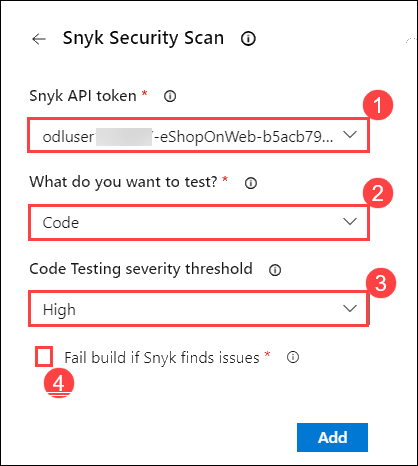 ← Snyk Security Scan
Snyk API token *
1
odluser -eShopOnWeb-b5acb79...
What do you want to test? *
2
Code
Code Testing severity threshold
3
High
Fail build if Snyk finds issues *
4
Add